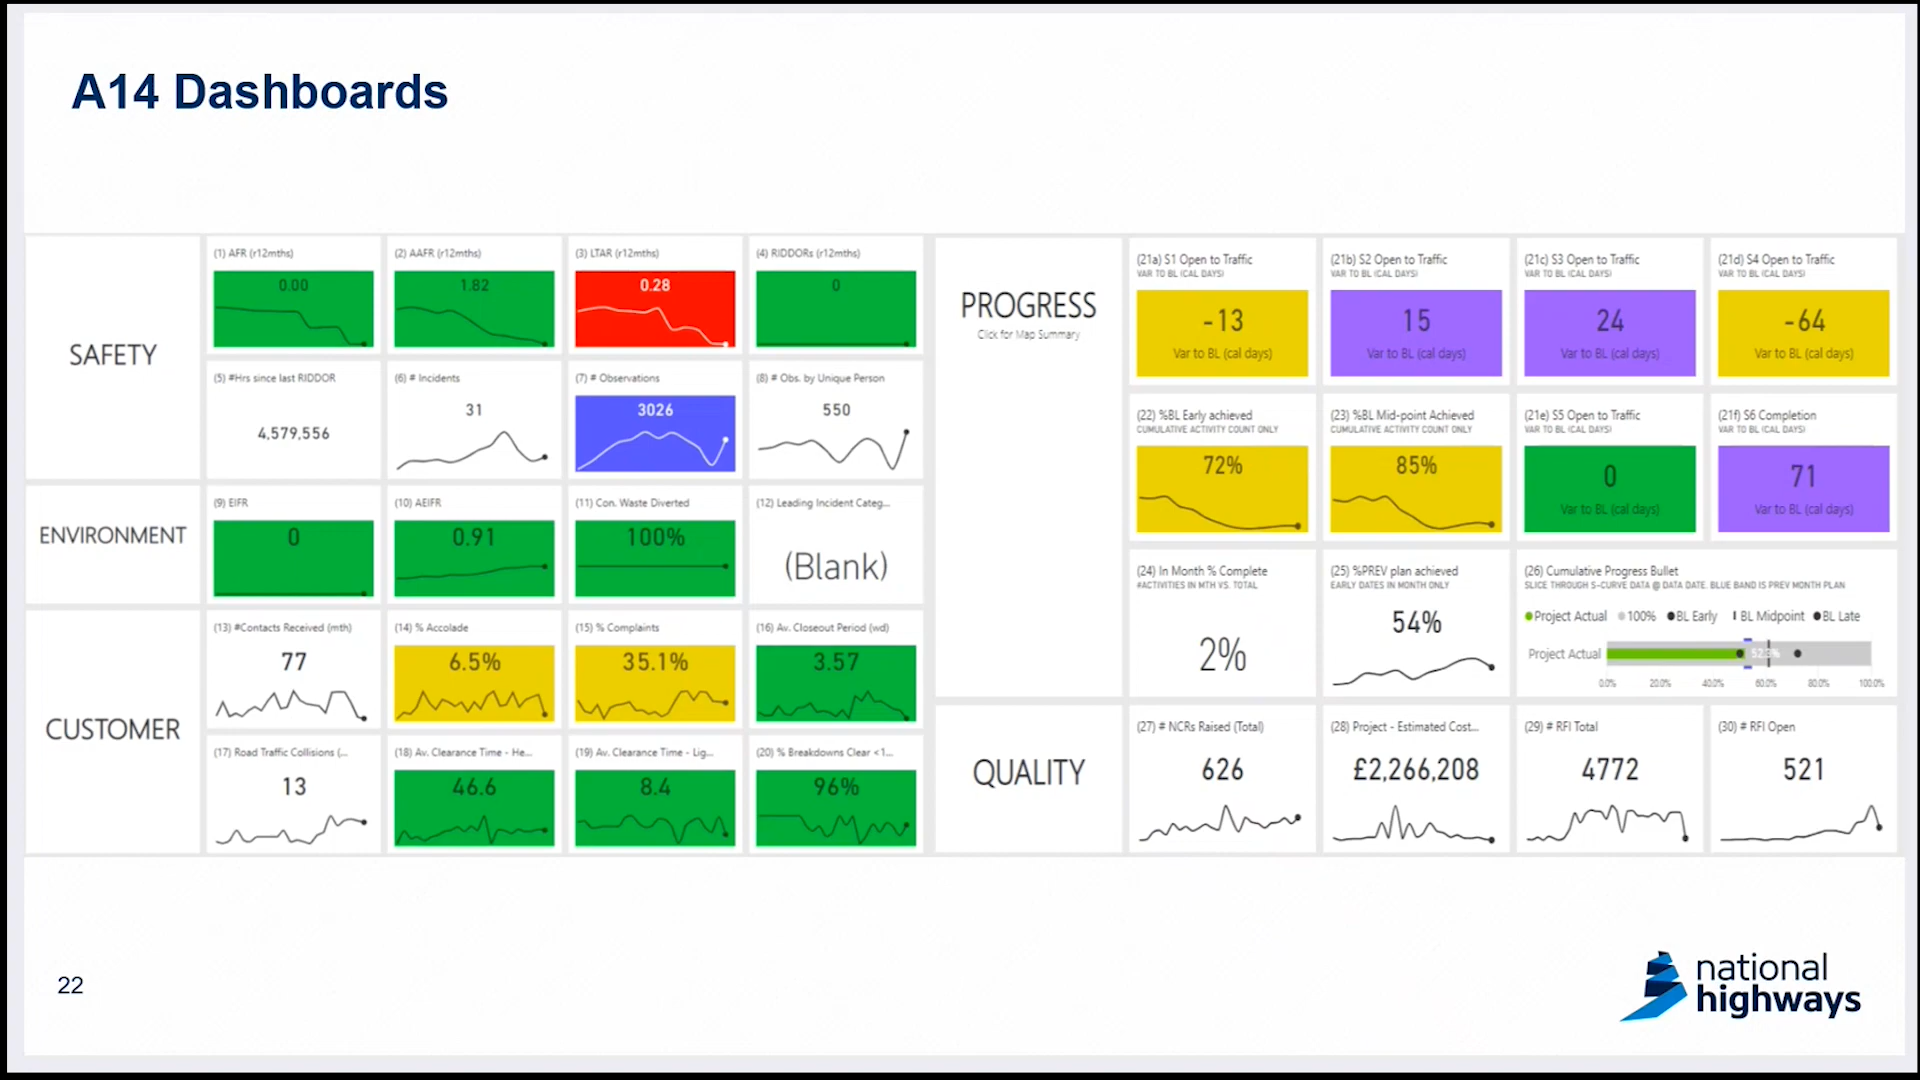 A14 Dashboards
SAFETY
(1) AFR (r12mths)
0.00
(2) AAFR (r12mths)
1.82
(3) LTAR (r12mths)
0.28
(4) RIDDORs (r12mths)
0
(5) #Hrs since last RIDDOR
4,579,556
(6) # Incidents
31
(7) # Observations
3026
(8) # Obs. by Unique Person
550
ENVIRONMENT
(9) EIFR
0
(10) AEIFR
0.91
(11) Con. Waste Diverted
100%
(12) Leading Incident Categ...
(Blank)
CUSTOMER
(13) #Contacts Received (mth)
77
(14) % Accolade
6.5%
(15) % Complaints
35.1%
(16) Av. Closeout Period (wd)
3.57
(17) Road Traffic Collisions (...
13
(18) Av. Clearance Time - He...
46.6
(19) Av. Clearance Time - Lig...
8.4
(20) % Breakdowns Clear <1...
96%
PROGRESS
Click for Map Summary
(21a) S1 Open to Traffic
VAR TO BL (CAL DAYS)
-13
Var to BL (cal days)
(21b) S2 Open to Traffic
VAR TO BL (CAL DAYS)
15
Var to BL (cal days)
(21c) S3 Open to Traffic
VAR TO BL (CAL DAYS)
24
Var to BL (cal days)
(21d) S4 Open to Traffic
VAR TO BL (CAL DAYS)
-64
Var to BL (cal days)
(22) %BL Early achieved
CUMULATIVE ACTIVITY COUNT ONLY
72%
(23) %BL Mid-point Achieved
CUMULATIVE ACTIVITY COUNT ONLY
85%
(21e) S5 Open to Traffic
VAR TO BL (CAL DAYS)
0
Var to BL (cal days)
(21f) S6 Completion
VAR TO BL (CAL DAYS)
71
Var to BL (cal days)
(24) In Month % Complete
#ACTIVITIES IN MTH VS. TOTAL
2%
(25) %PREV plan achieved
EARLY DATES IN MONTH ONLY
54%
(26) Cumulative Progress Bullet
SLICE THROUGH S-CURVE DATA @ DATA DATE. BLUE BAND IS PREV MONTH PLAN
Project Actual 100% BL Early BL Midpoint BL Late
Project Actual
0.0% 20.0% 40.0% 60.0% 80.0% 100.0%
QUALITY
(27) # NCRs Raised (Total)
626
(28) Project - Estimated Cost...
£2,266,208
(29) # RFI Total
4772
(30) # RFI Open
521
22
national
highways